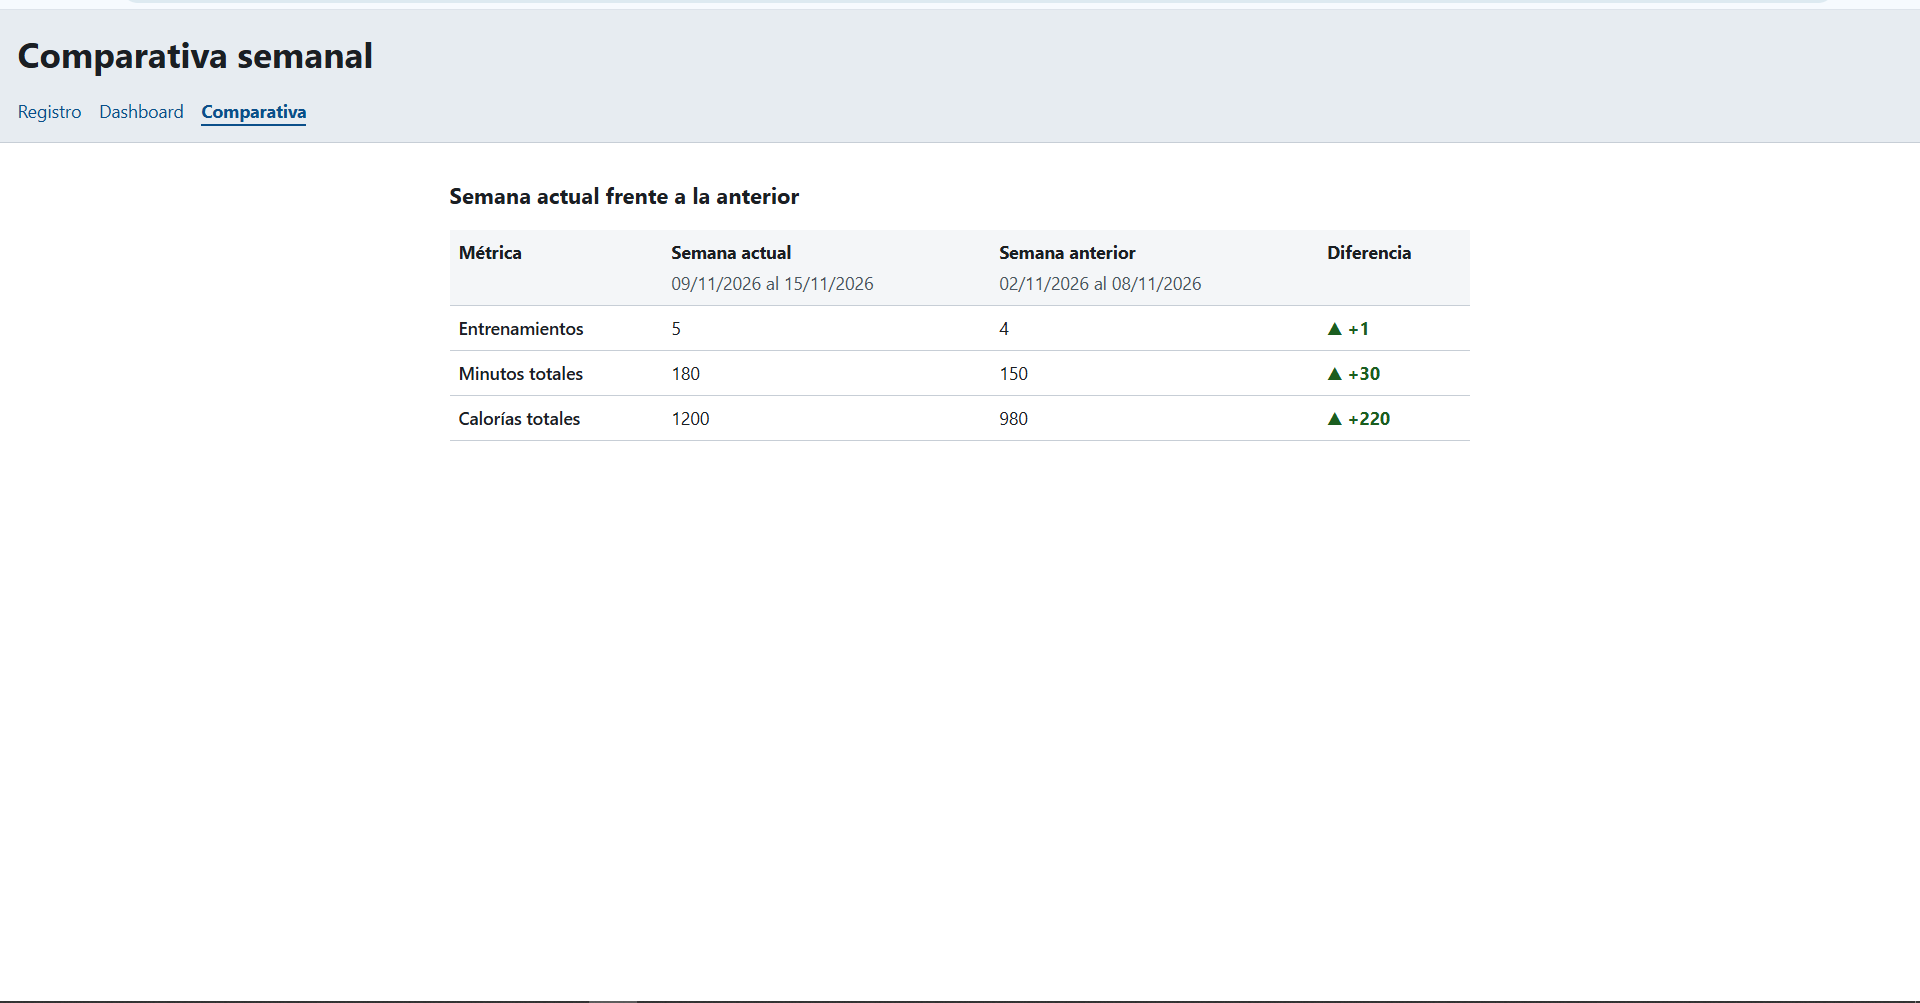 Comparativa semanal
Registro Dashboard Comparativa
Semana actual frente a la anterior
Métrica Semana actual Semana anterior Diferencia
09/11/2026 al 15/11/2026 02/11/2026 al 08/11/2026
Entrenamientos 5 4 ▲ +1
Minutos totales 180 150 ▲ +30
Calorías totales 1200 980 ▲ +220